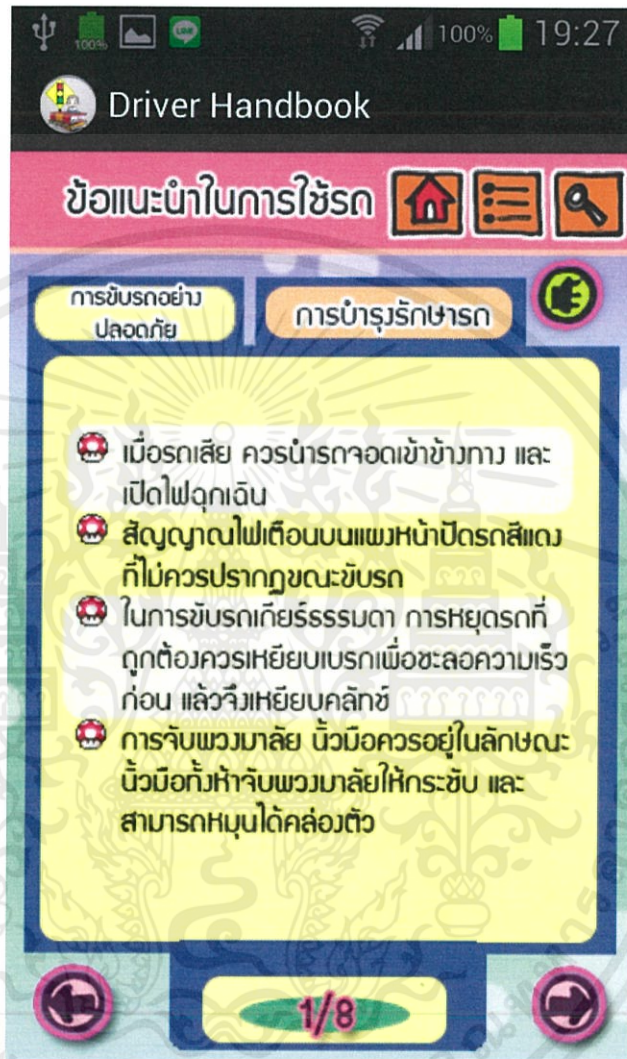 100%
LINE
100% 19:27
Driver Handbook
ข้อแนะนำในการใช้รถ
การขับรถอย่าง
ปลอดภัย
การบำรุงรักษารถ
เมื่อรถเสีย ควรนำรถจอดเข้าข้างทาง และ
เปิดไฟฉุกเฉิน
สัญญาณไฟเตือนบนแผงหน้าปัดรถสีแดง
ที่ไม่ควรปรากฏขณะขับรถ
ในการขับรถเกียร์ธรรมดา การหยุดรถที่
ถูกต้องควรเหยียบเบรกเพื่อชะลอความเร็ว
ก่อน แล้วจึงเหยียบคลัทช์
การจับพวงมาลัย นิ้วมือควรอยู่ในลักษณะ
นิ้วมือทั้งห้าจับพวงมาลัยให้กระชับ และ
สามารถหมุนได้คล่องตัว
1/8